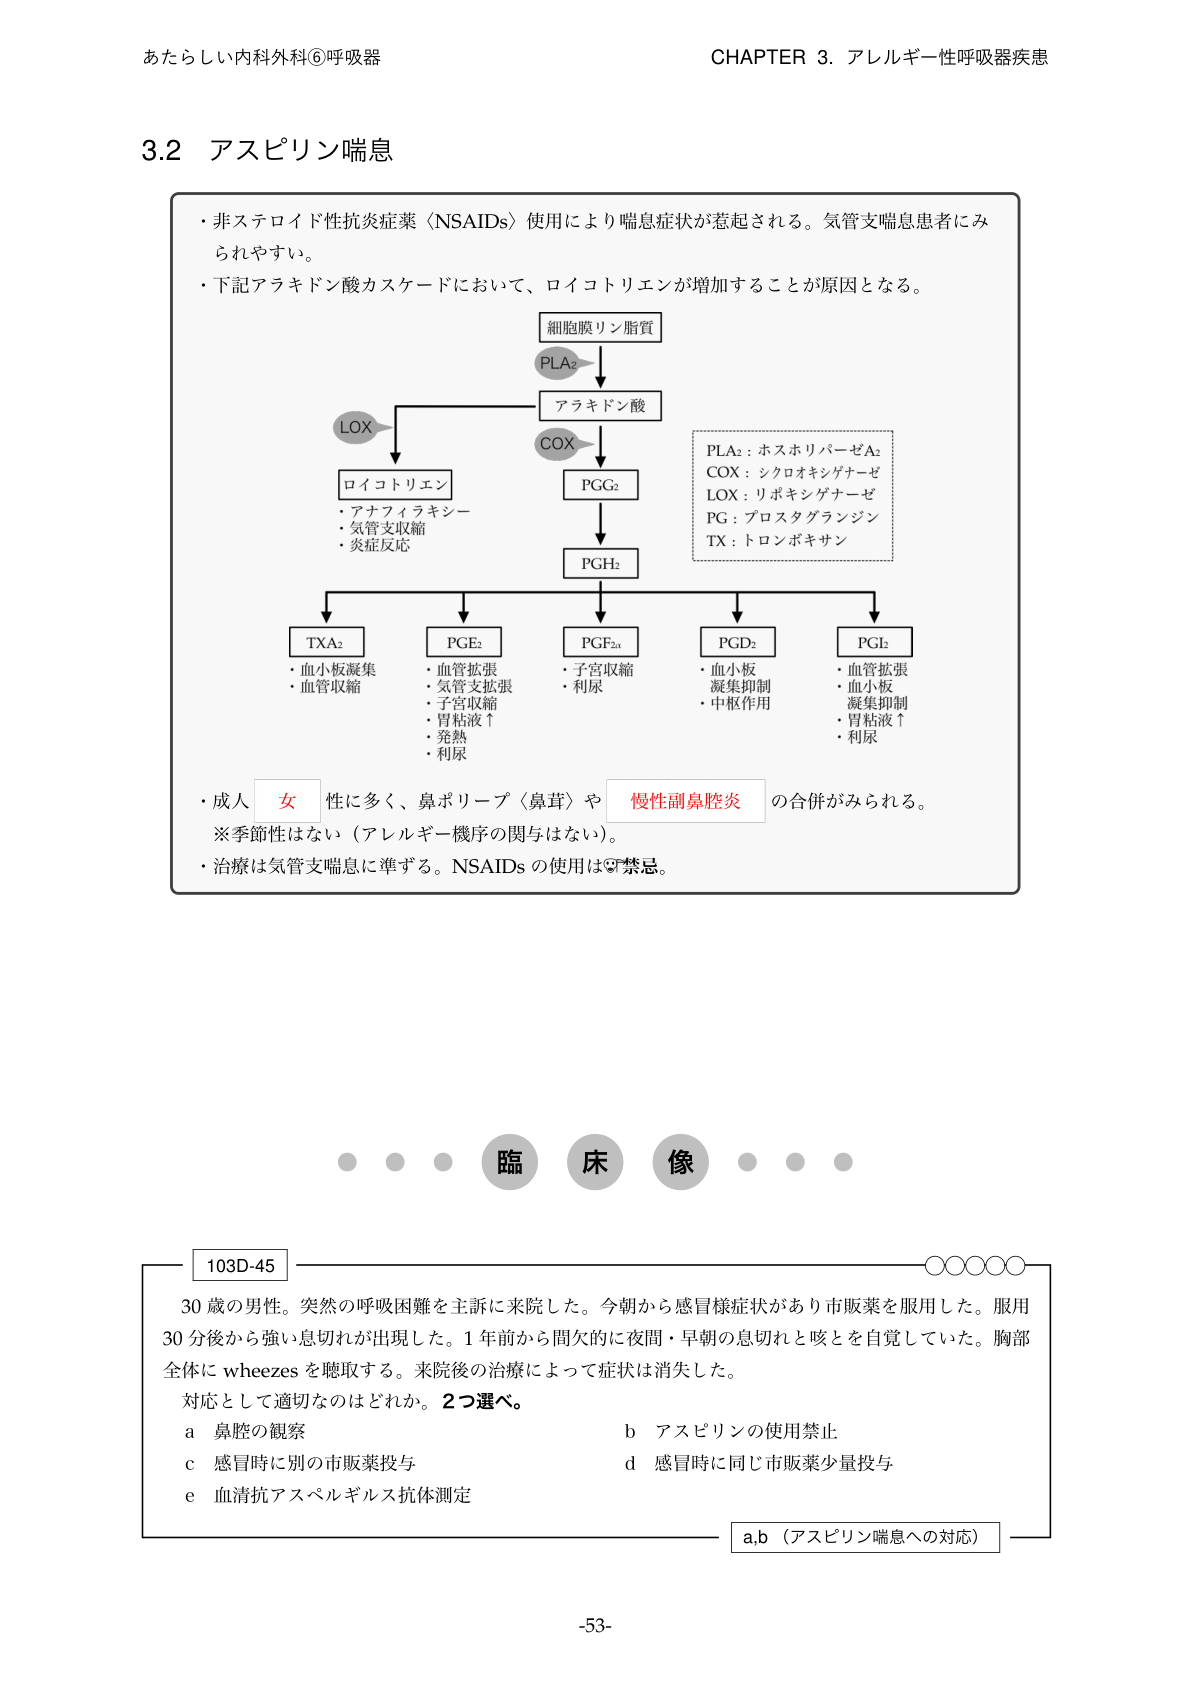 あたらしい内科外科⑥呼吸器
CHAPTER 3. アレルギー性呼吸器疾患
3.2 アスピリン喘息
・非ステロイド性抗炎症薬〈NSAIDs〉使用により喘息症状が惹起される。気管支喘息患者にみ
られやすい。
・下記アラキドン酸カスケードにおいて、ロイコトリエンが増加することが原因となる。
細胞膜リン脂質
PLA₂
アラキドン酸
LOX
COX
ロイコトリエン
・アナフィラキシー
・気管支収縮
・炎症反応
PGG₂
PGH₂
PLA₂：ホスホリパーゼA₂
COX：シクロオキシゲナーゼ
LOX：リポキシゲナーゼ
PG：プロスタグランジン
TX：トロンボキサン
TXA₂
・血小板凝集
・血管収縮
PGE₂
・血管拡張
・気管支拡張
・子宮収縮
・胃粘液↑
・発熱
・利尿
PGF₂α
・子宮収縮
・利尿
PGD₂
・血小板
凝集抑制
・中枢作用
PGI₂
・血管拡張
・血小板
凝集抑制
・胃粘液↑
・利尿
・成人 女 性に多く、鼻ポリープ〈鼻茸〉や 慢性副鼻腔炎 の合併がみられる。
※季節性はない（アレルギー機序の関与はない）。
・治療は気管支喘息に準ずる。NSAIDs の使用は禁忌。
臨床像
103D-45
30 歳の男性。突然の呼吸困難を主訴に来院した。今朝から感冒様症状があり市販薬を服用した。服用
30 分後から強い息切れが出現した。1 年前から間欠的に夜間・早朝の息切れと咳とを自覚していた。胸部
全体に wheezes を聴取する。来院後の治療によって症状は消失した。
対応として適切なのはどれか。2つ選べ。
a 鼻腔の観察
b アスピリンの使用禁止
c 感冒時に別の市販薬投与
d 感冒時に同じ市販薬少量投与
e 血清抗アスペルギルス抗体測定
a,b （アスピリン喘息への対応）
-53-